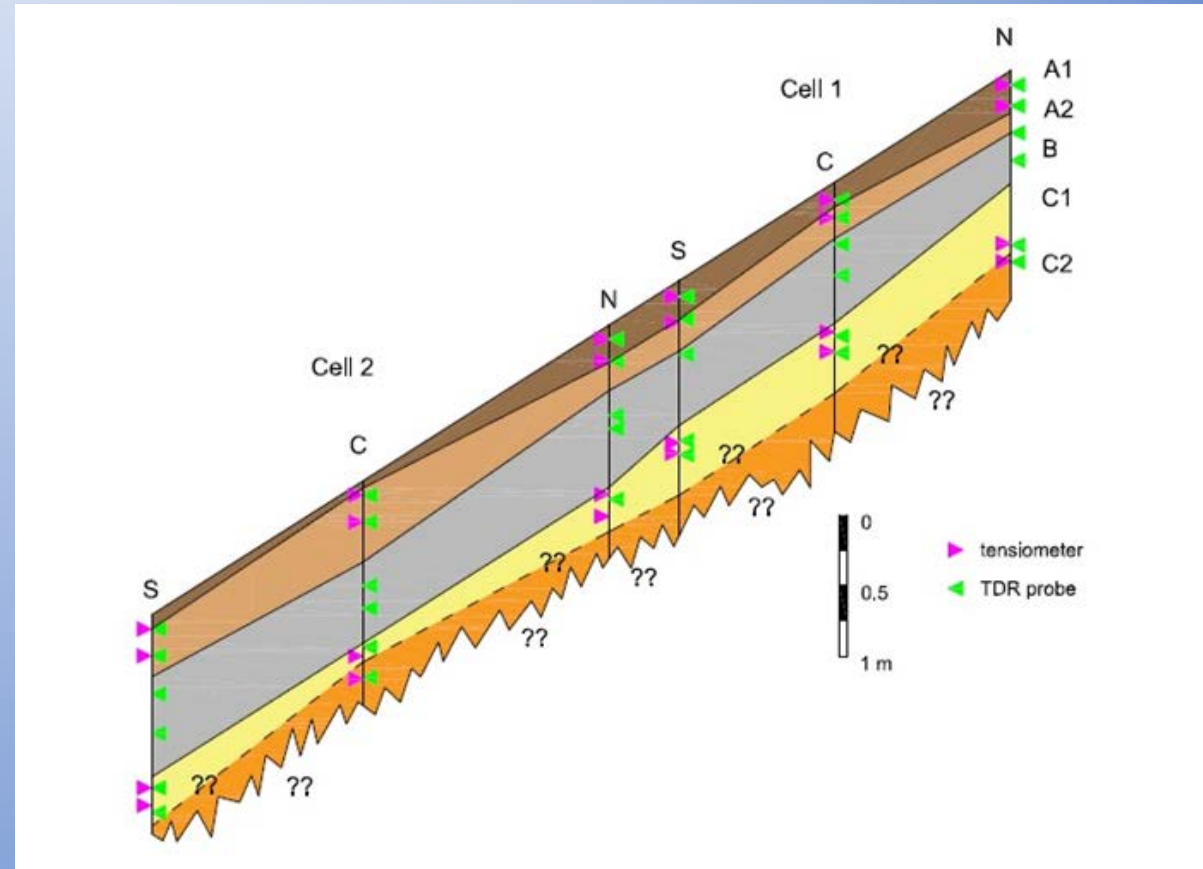 N
A1
Cell 1
A2
B
C
C1
S
C2
N
??
Cell 2
??
C
??
??
0
tensiometer
??
??
0.5
TDR probe
S
??
1 m
??
??